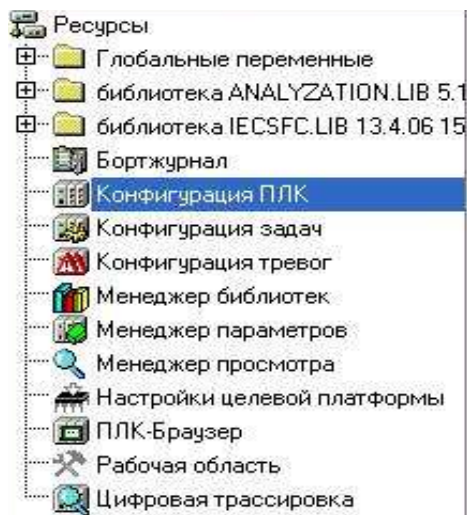 Ресурсы
Глобальные переменные
библиотека ANALYZATION.LIB 5.1
библиотека IECSFC.LIB 13.4.06 15
Бортжурнал
Конфигурация ПЛК
Конфигурация задач
Конфигурация тревог
Менеджер библиотек
Менеджер параметров
Менеджер просмотра
Настройки целевой платформы
ПЛК-Браузер
Рабочая область
Цифровая трассировка